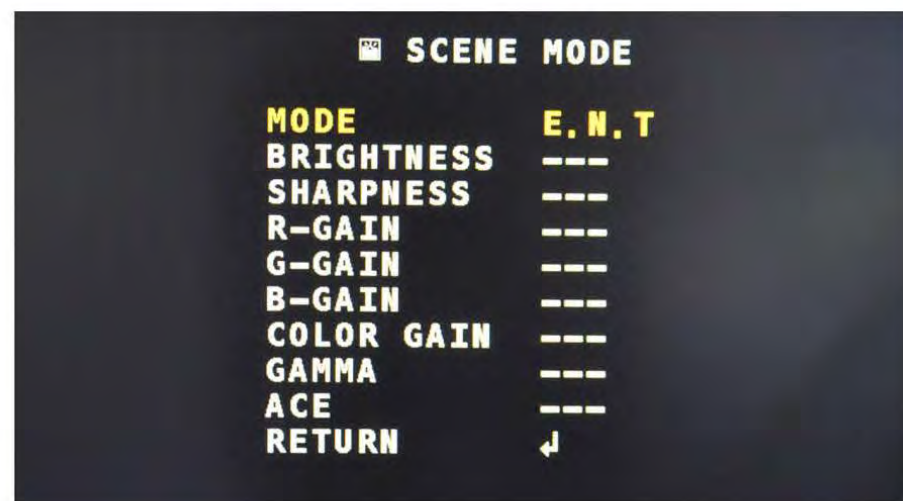 SCENE MODE
MODE E.N.T
BRIGHTNESS ---
SHARPNESS ---
R-GAIN ---
G-GAIN ---
B-GAIN ---
COLOR GAIN ---
GAMMA ---
ACE ---
RETURN ↲